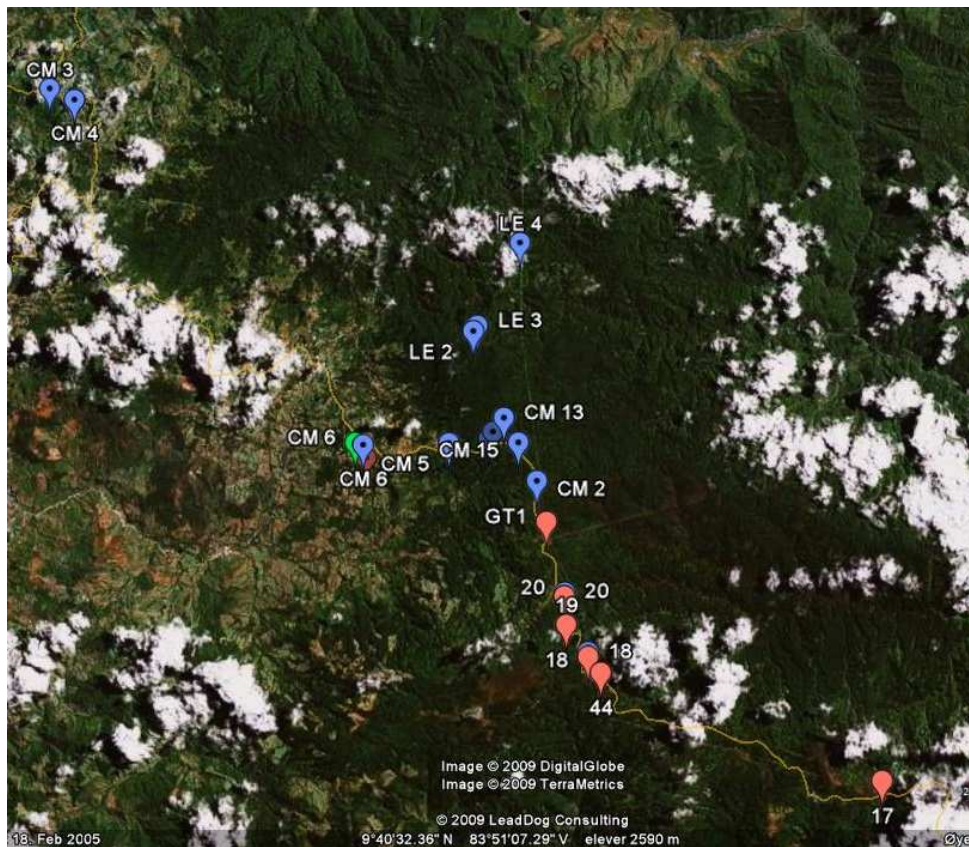 CM 3
CM 4
LE 4
LE 3
LE 2
CM 13
CM 6
CM 15
CM 5
CM 6
CM 2
GT1
20
20
19
18
18
44
17
Image © 2009 DigitalGlobe
Image © 2009 TerraMetrics
© 2009 LeadDog Consulting
18. Feb 2005
9°40'32.36" N 83°51'07.29" V elever 2590 m
Øye